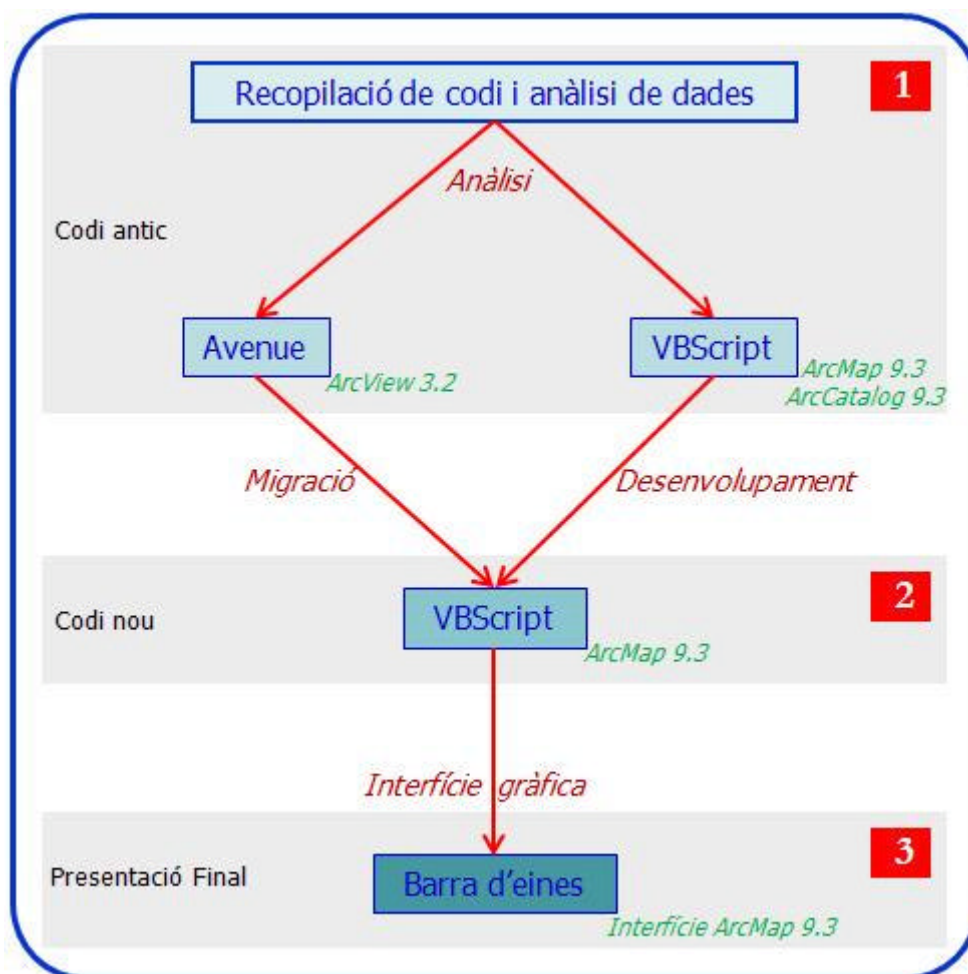 Recopilació de codi i anàlisi de dades
1
Anàlisi
Codi antic
Avenue
ArcView 3.2
VBScript
ArcMap 9.3
ArcCatalog 9.3
Migració
Desenvolupament
2
Codi nou
VBScript
ArcMap 9.3
Interfície gràfica
3
Presentació Final
Barra d'eines
Interfície ArcMap 9.3